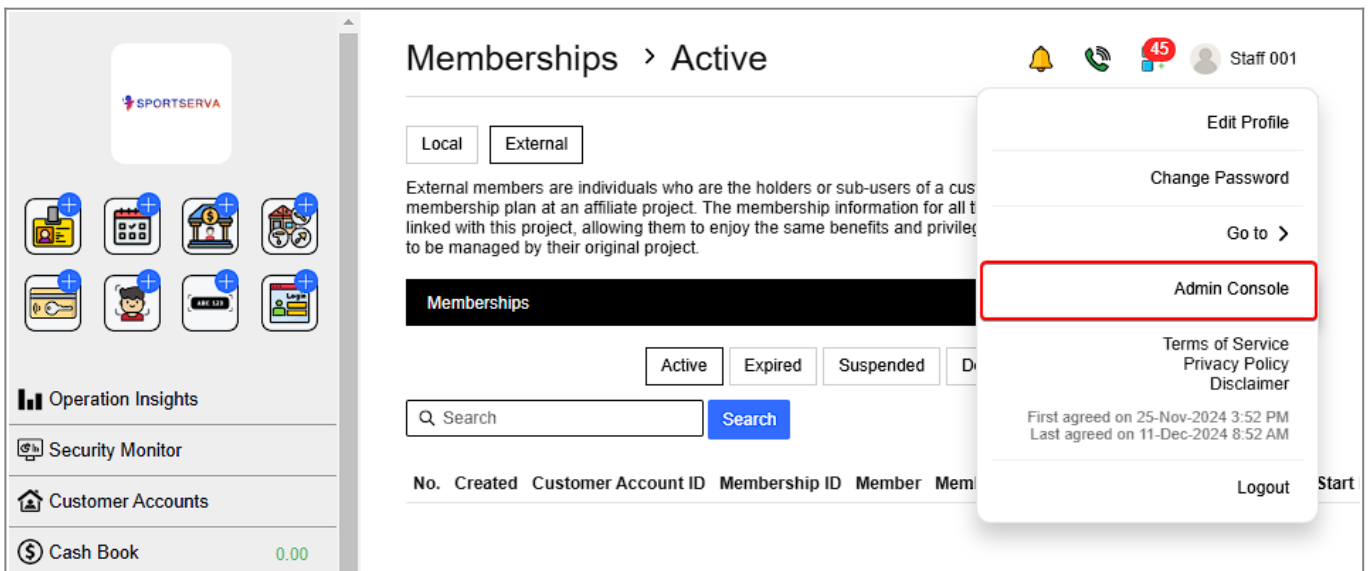 SPORTSERVA
ABC 123
Login
Operation Insights
Security Monitor
Customer Accounts
Cash Book 0.00
Memberships > Active
45
Staff 001
Local External
External members are individuals who are the holders or sub-users of a cus
membership plan at an affiliate project. The membership information for all t
linked with this project, allowing them to enjoy the same benefits and privileg
to be managed by their original project.
Memberships
Active Expired Suspended D
Search Search
No. Created Customer Account ID Membership ID Member Mem Start
Edit Profile
Change Password
Go to >
Admin Console
Terms of Service
Privacy Policy
Disclaimer
First agreed on 25-Nov-2024 3:52 PM
Last agreed on 11-Dec-2024 8:52 AM
Logout